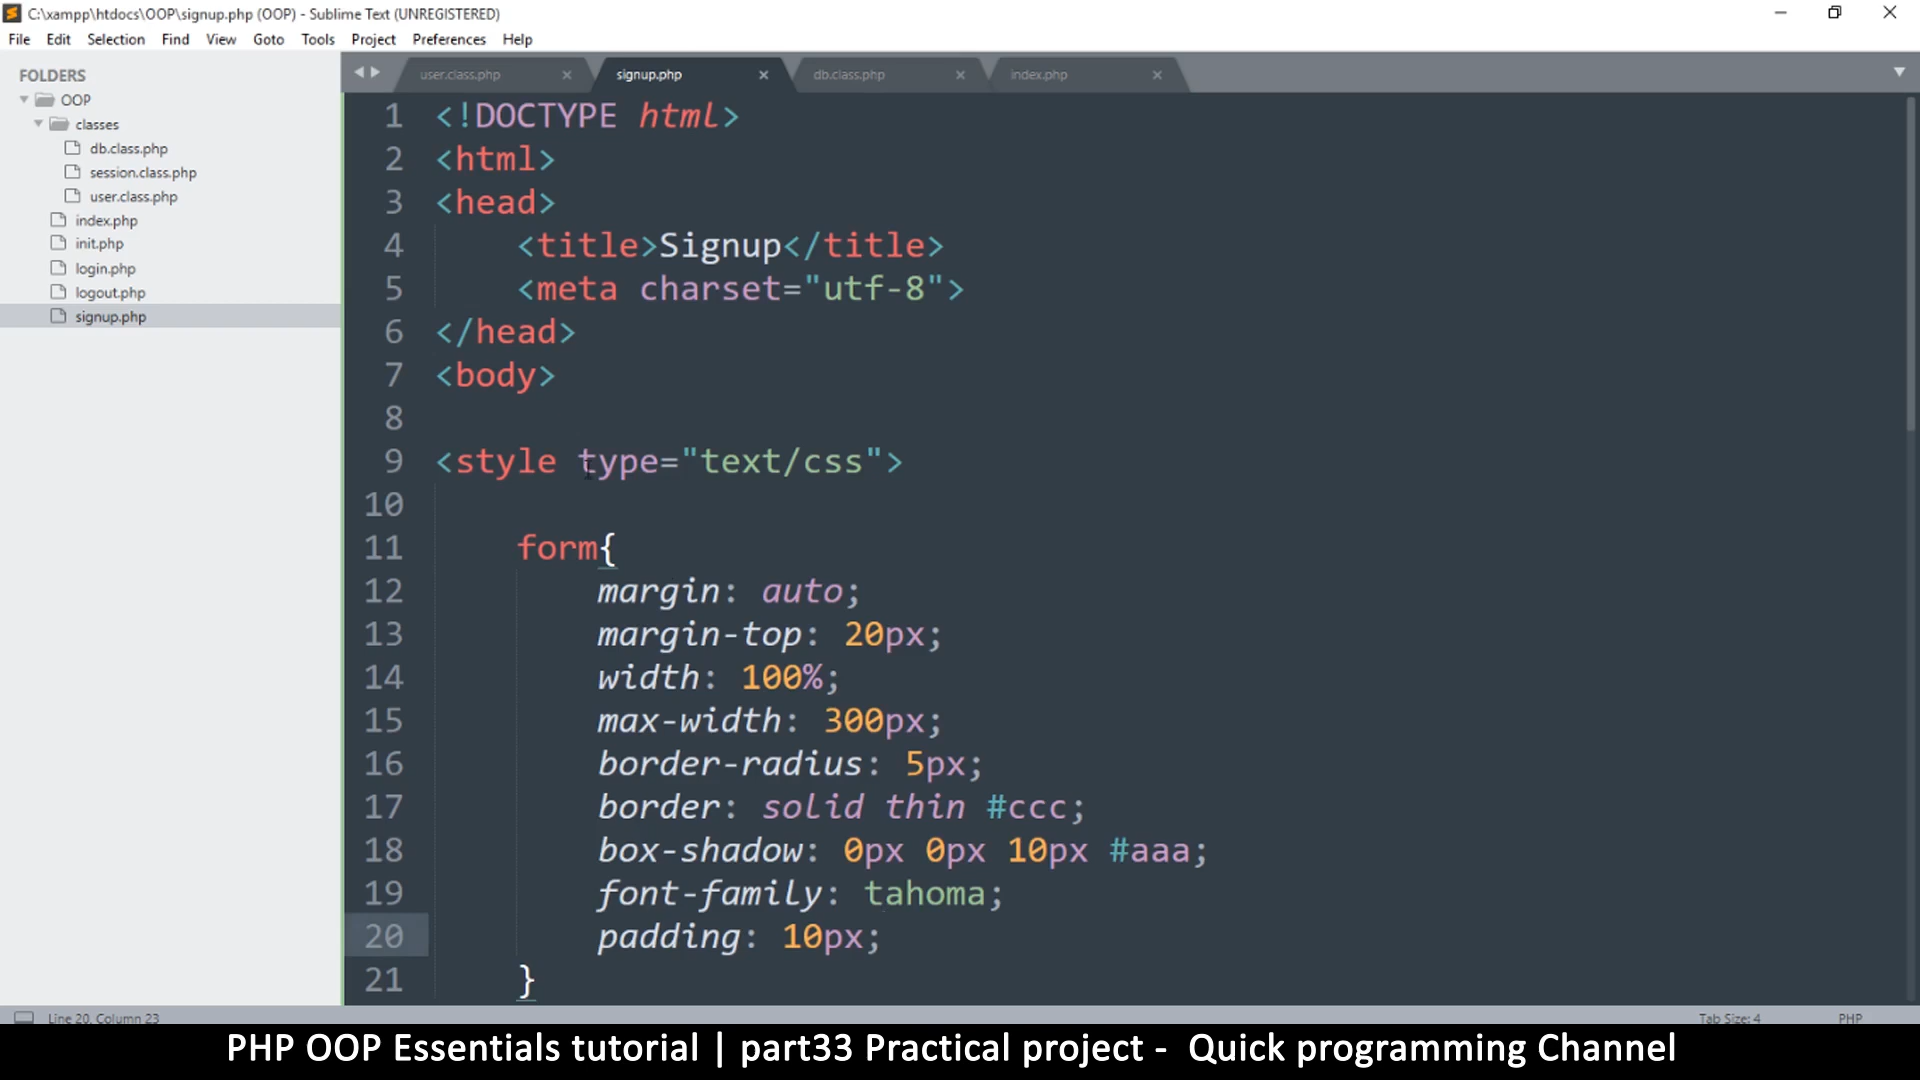 C:\xampp\htdocs\OOP\signup.php (OOP) - Sublime Text (UNREGISTERED)
File Edit Selection Find View Goto Tools Project Preferences Help
FOLDERS
OOP
classes
db.class.php
session.class.php
user.class.php
index.php
init.php
login.php
logout.php
signup.php
user.class.php signup.php db.class.php index.php
1 <!DOCTYPE html>
2 <html>
3 <head>
4 <title>Signup</title>
5 <meta charset="utf-8">
6 </head>
7 <body>
8
9 <style type="text/css">
10
11 form{
12 margin: auto;
13 margin-top: 20px;
14 width: 100%;
15 max-width: 300px;
16 border-radius: 5px;
17 border: solid thin #ccc;
18 box-shadow: 0px 0px 10px #aaa;
19 font-family: tahoma;
20 padding: 10px;
21 }
Line 20, Column 23 Tab Size: 4 PHP
PHP OOP Essentials tutorial | part33 Practical project - Quick programming Channel